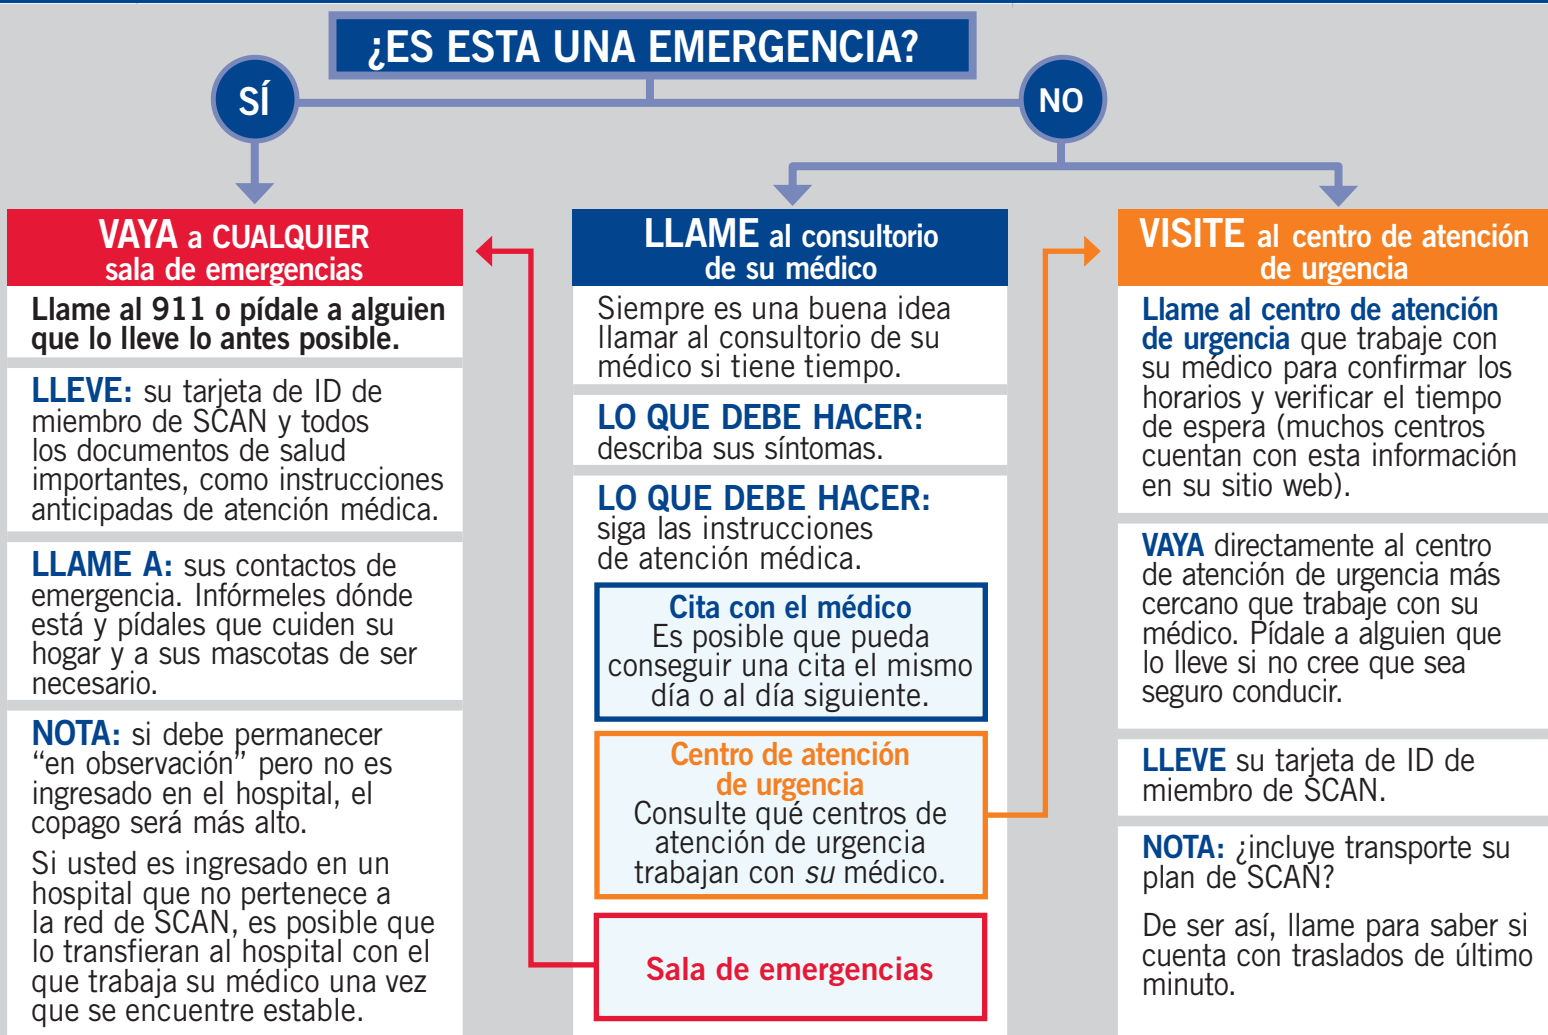 ¿ES ESTA UNA EMERGENCIA?
SÍ
NO
VAYA a CUALQUIER
sala de emergencias
Llame al 911 o pídale a alguien
que lo lleve lo antes posible.
LLEVE: su tarjeta de ID de
miembro de SCAN y todos
los documentos de salud
importantes, como instrucciones
anticipadas de atención médica.
LLAME A: sus contactos de
emergencia. Infórmeles dónde
está y pídales que cuiden su
hogar y a sus mascotas de ser
necesario.
NOTA: si debe permanecer
“en observación” pero no es
ingresado en el hospital, el
copago será más alto.
Si usted es ingresado en un
hospital que no pertenece a
la red de SCAN, es posible que
lo transfieran al hospital con el
que trabaja su médico una vez
que se encuentre estable.
LLAME al consultorio
de su médico
Siempre es una buena idea
llamar al consultorio de su
médico si tiene tiempo.
LO QUE DEBE HACER:
describa sus síntomas.
LO QUE DEBE HACER:
siga las instrucciones
de atención médica.
Cita con el médico
Es posible que pueda
conseguir una cita el mismo
día o al día siguiente.
Centro de atención
de urgencia
Consulte qué centros de
atención de urgencia
trabajan con su médico.
Sala de emergencias
VISITE al centro de atención
de urgencia
Llame al centro de atención
de urgencia que trabaje con
su médico para confirmar los
horarios y verificar el tiempo
de espera (muchos centros
cuentan con esta información
en su sitio web).
VAYA directamente al centro
de atención de urgencia más
cercano que trabaje con su
médico. Pídale a alguien que
lo lleve si no cree que sea
seguro conducir.
LLEVE su tarjeta de ID de
miembro de SCAN.
NOTA: ¿incluye transporte su
plan de SCAN?
De ser así, llame para saber si
cuenta con traslados de último
minuto.